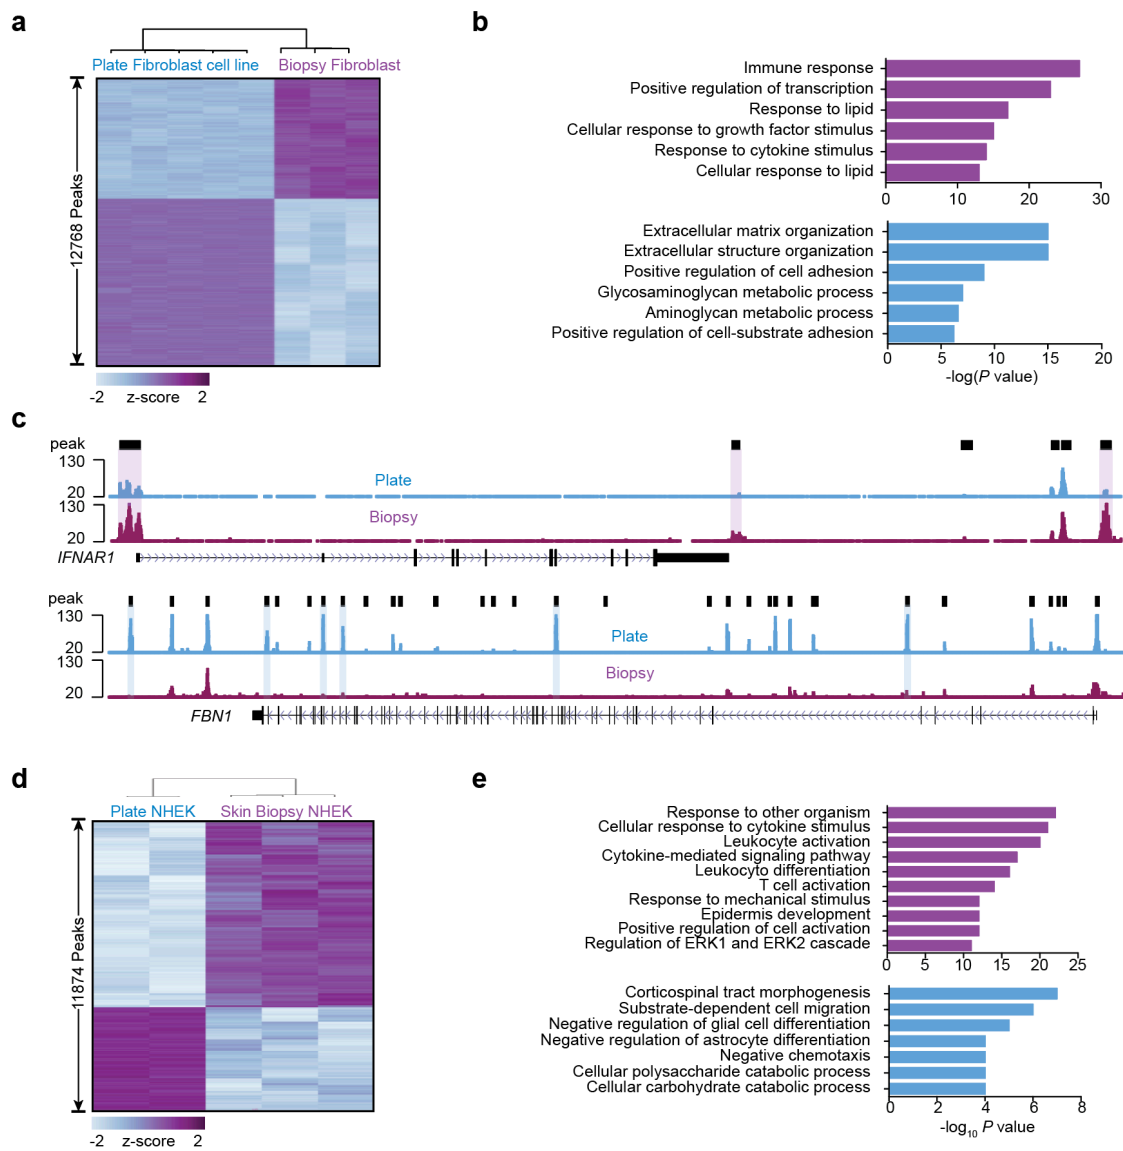 a
Plate Fibroblast cell line
Biopsy Fibroblast
12768 Peaks
-2 z-score 2
b
Immune response
Positive regulation of transcription
Response to lipid
Cellular response to growth factor stimulus
Response to cytokine stimulus
Cellular response to lipid
0 10 20 30
Extracellular matrix organization
Extracellular structure organization
Positive regulation of cell adhesion
Glycosaminoglycan metabolic process
Aminoglycan metabolic process
Positive regulation of cell-substrate adhesion
0 5 10 15 20
-log(P value)
c
peak
130
20
Plate
130
20
Biopsy
IFNAR1
peak
130
20
Plate
130
20
Biopsy
FBN1
d
Plate NHEK
Skin Biopsy NHEK
11874 Peaks
-2 z-score 2
e
Response to other organism
Cellular response to cytokine stimulus
Leukocyte activation
Cytokine-mediated signaling pathway
Leukocyto differentiation
T cell activation
Response to mechanical stimulus
Epidermis development
Positive regulation of cell activation
Regulation of ERK1 and ERK2 cascade
0 5 10 15 20 25
Corticospinal tract morphogenesis
Substrate-dependent cell migration
Negative regulation of glial cell differentiation
Negative regulation of astrocyte differentiation
Negative chemotaxis
Cellular polysaccharide catabolic process
Cellular carbohydrate catabolic process
0 2 4 6 8
-log10 P value